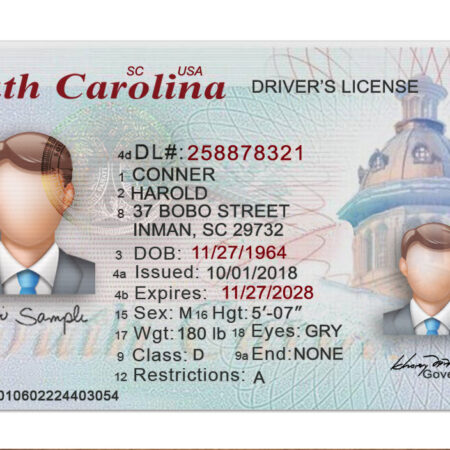 SC USA
th Carolina DRIVER'S LICENSE
4d DL#: 258878321
1 CONNER
2 HAROLD
8 37 BOBO STREET
INMAN, SC 29732
3 DOB: 11/27/1964
4a Issued: 10/01/2018
4b Expires: 11/27/2028
15 Sex: M 16 Hgt: 5'-07"
17 Wgt: 180 lb 18 Eyes: GRY
9 Class: D 9a End: NONE
12 Restrictions: A
Sample
Gove
010602224403054